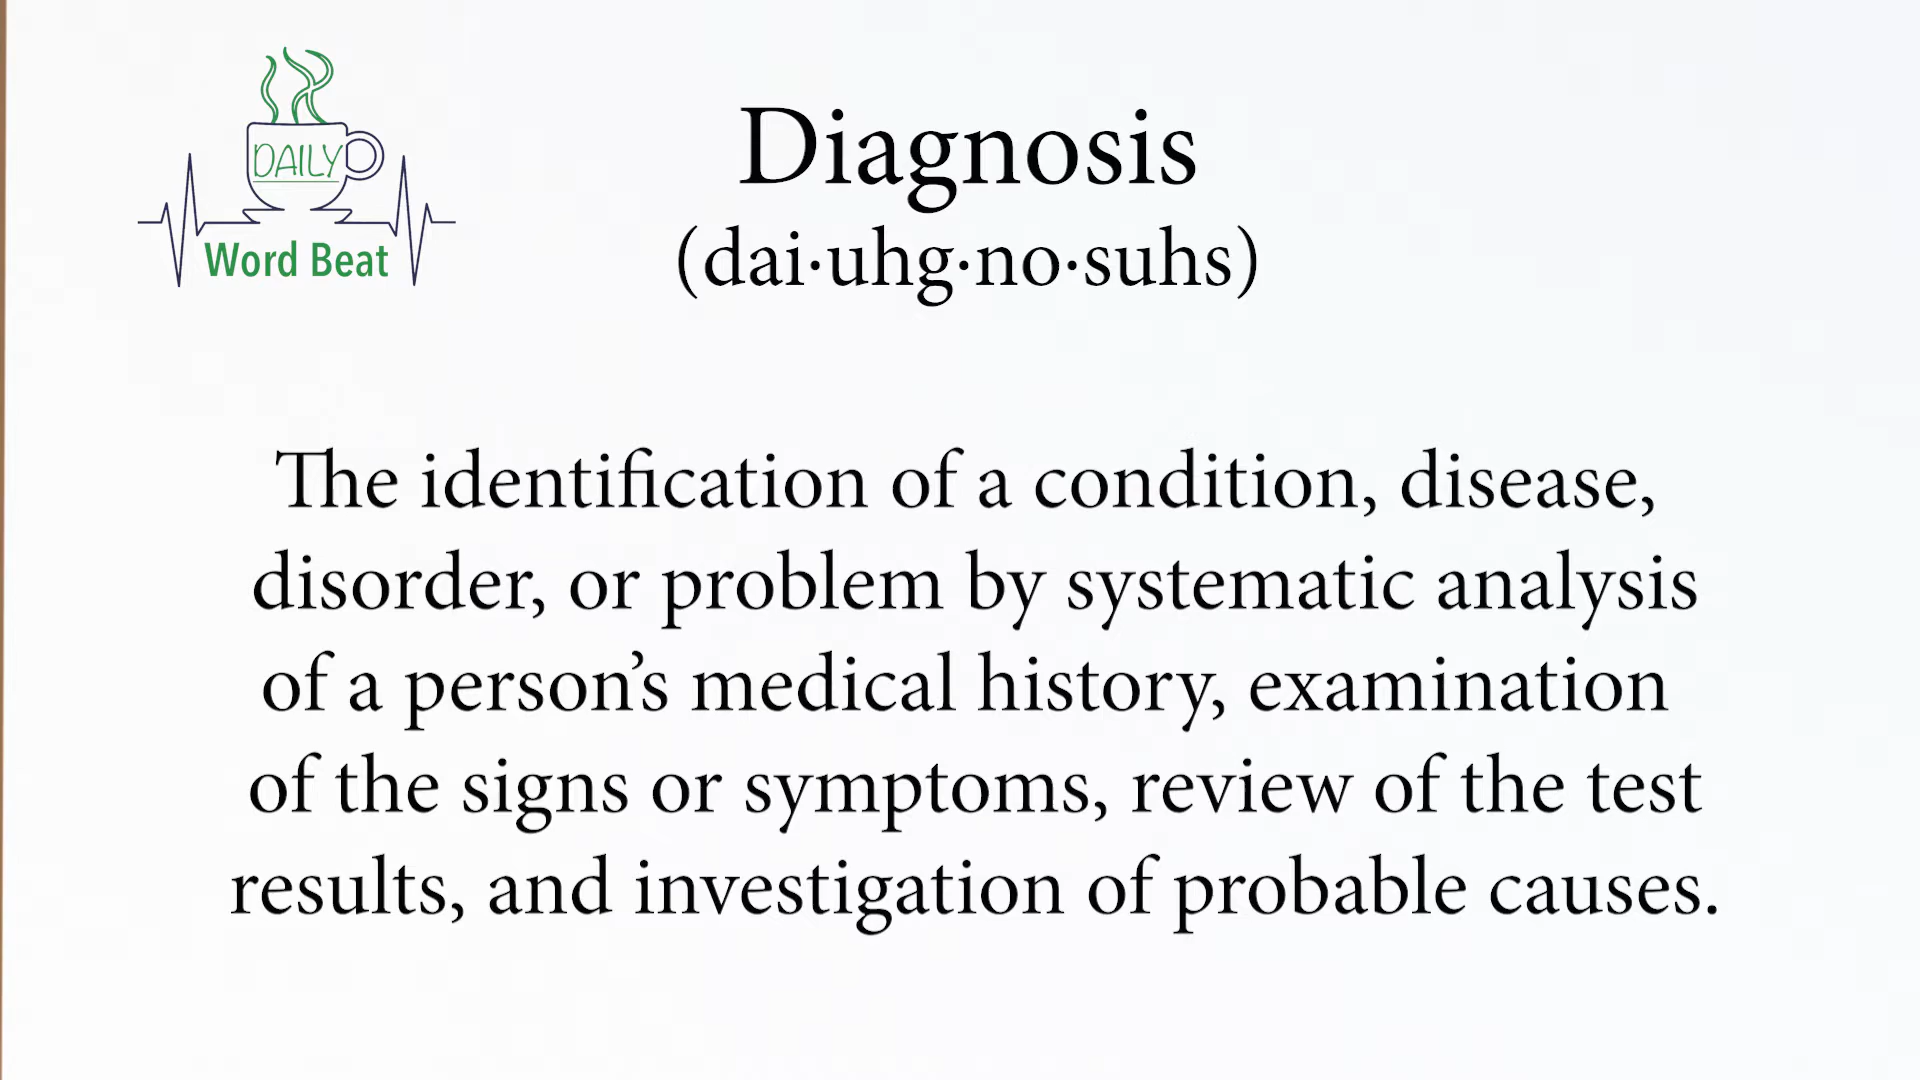 DAILY
Word Beat
Diagnosis
(dai·uhg·no·suhs)
The identification of a condition, disease,
disorder, or problem by systematic analysis
of a person’s medical history, examination
of the signs or symptoms, review of the test
results, and investigation of probable causes.